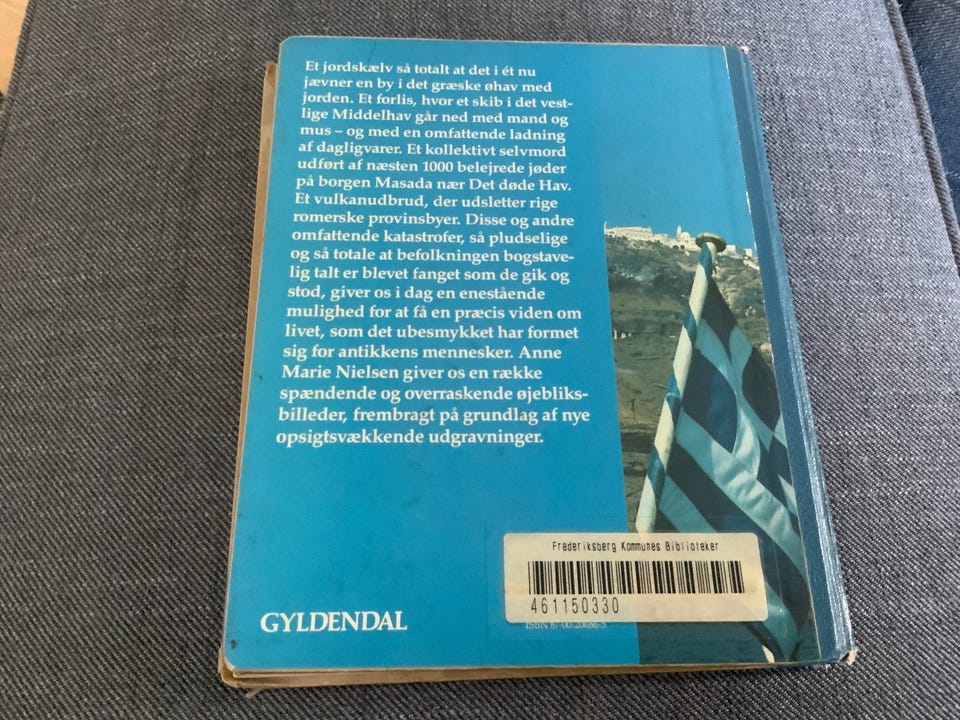 Et jordskælv så totalt at det i ét nu
jævner en by i det græske øhav med
jorden. Et forlis, hvor et skib i det vest-
lige Middelhav går ned med mand og
mus – og med en omfattende ladning
af dagligvarer. Et kollektivt selvmord
udført af næsten 1000 belejrede jøder
på borgen Masada nær Det døde Hav.
Et vulkanudbrud, der udsletter rige
romerske provinsbyer. Disse og andre
omfattende katastrofer, så pludselige
og så totale at befolkningen bogstave-
lig talt er blevet fanget som de gik og
stod, giver os i dag en enestående
mulighed for at få en præcis viden om
livet, som det ubesmykket har formet
sig for antikkens mennesker. Anne
Marie Nielsen giver os en række
spændende og overraskende øjebliks-
billeder, frembragt på grundlag af nye
opsigtsvækkende udgravninger.
Frederiksberg Kommunes Biblioteker
461150330
ISBN 87-00-20686-5
GYLDENDAL